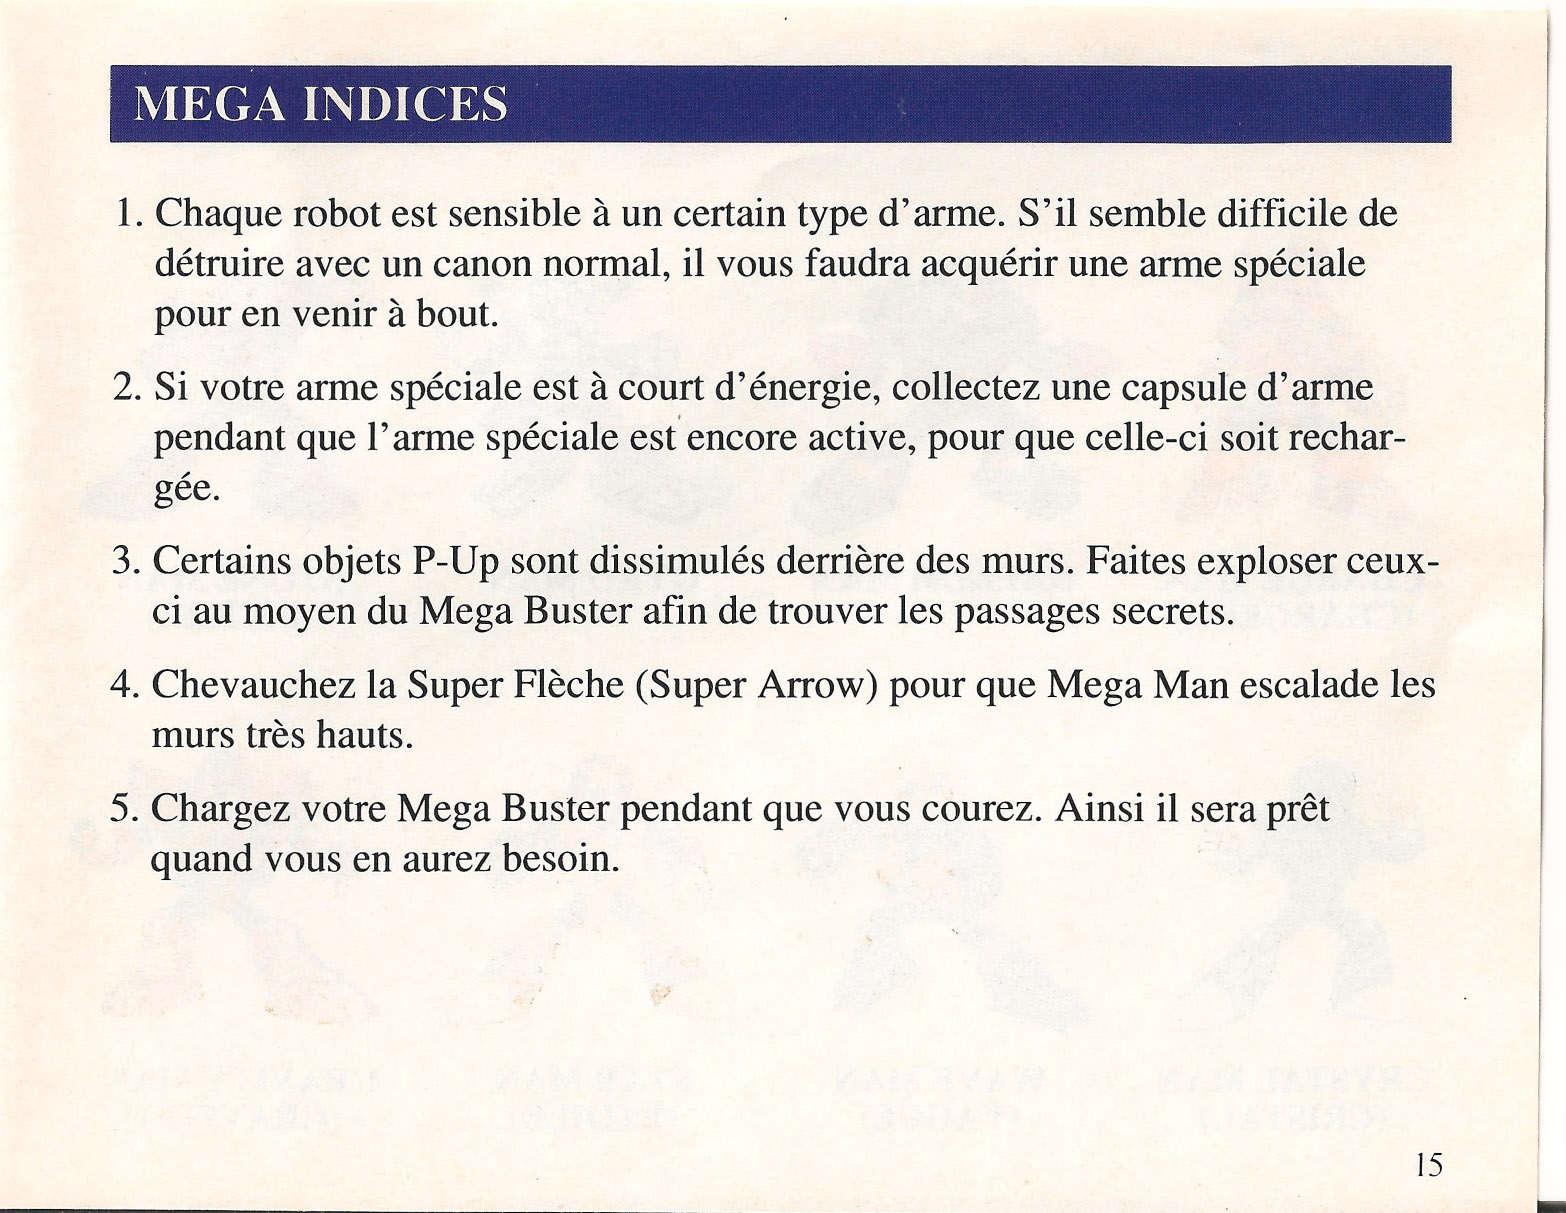 MEGA INDICES
1. Chaque robot est sensible à un certain type d'arme. S'il semble difficile de
détruire avec un canon normal, il vous faudra acquérir une arme spéciale
pour en venir à bout.
2. Si votre arme spéciale est à court d'énergie, collectez une capsule d'arme
pendant que l'arme spéciale est encore active, pour que celle-ci soit rechar-
gée.
3. Certains objets P-Up sont dissimulés derrière des murs. Faites exploser ceux-
ci au moyen du Mega Buster afin de trouver les passages secrets.
4. Chevauchez la Super Flèche (Super Arrow) pour que Mega Man escalade les
murs très hauts.
5. Chargez votre Mega Buster pendant que vous courez. Ainsi il sera prêt
quand vous en aurez besoin.
15